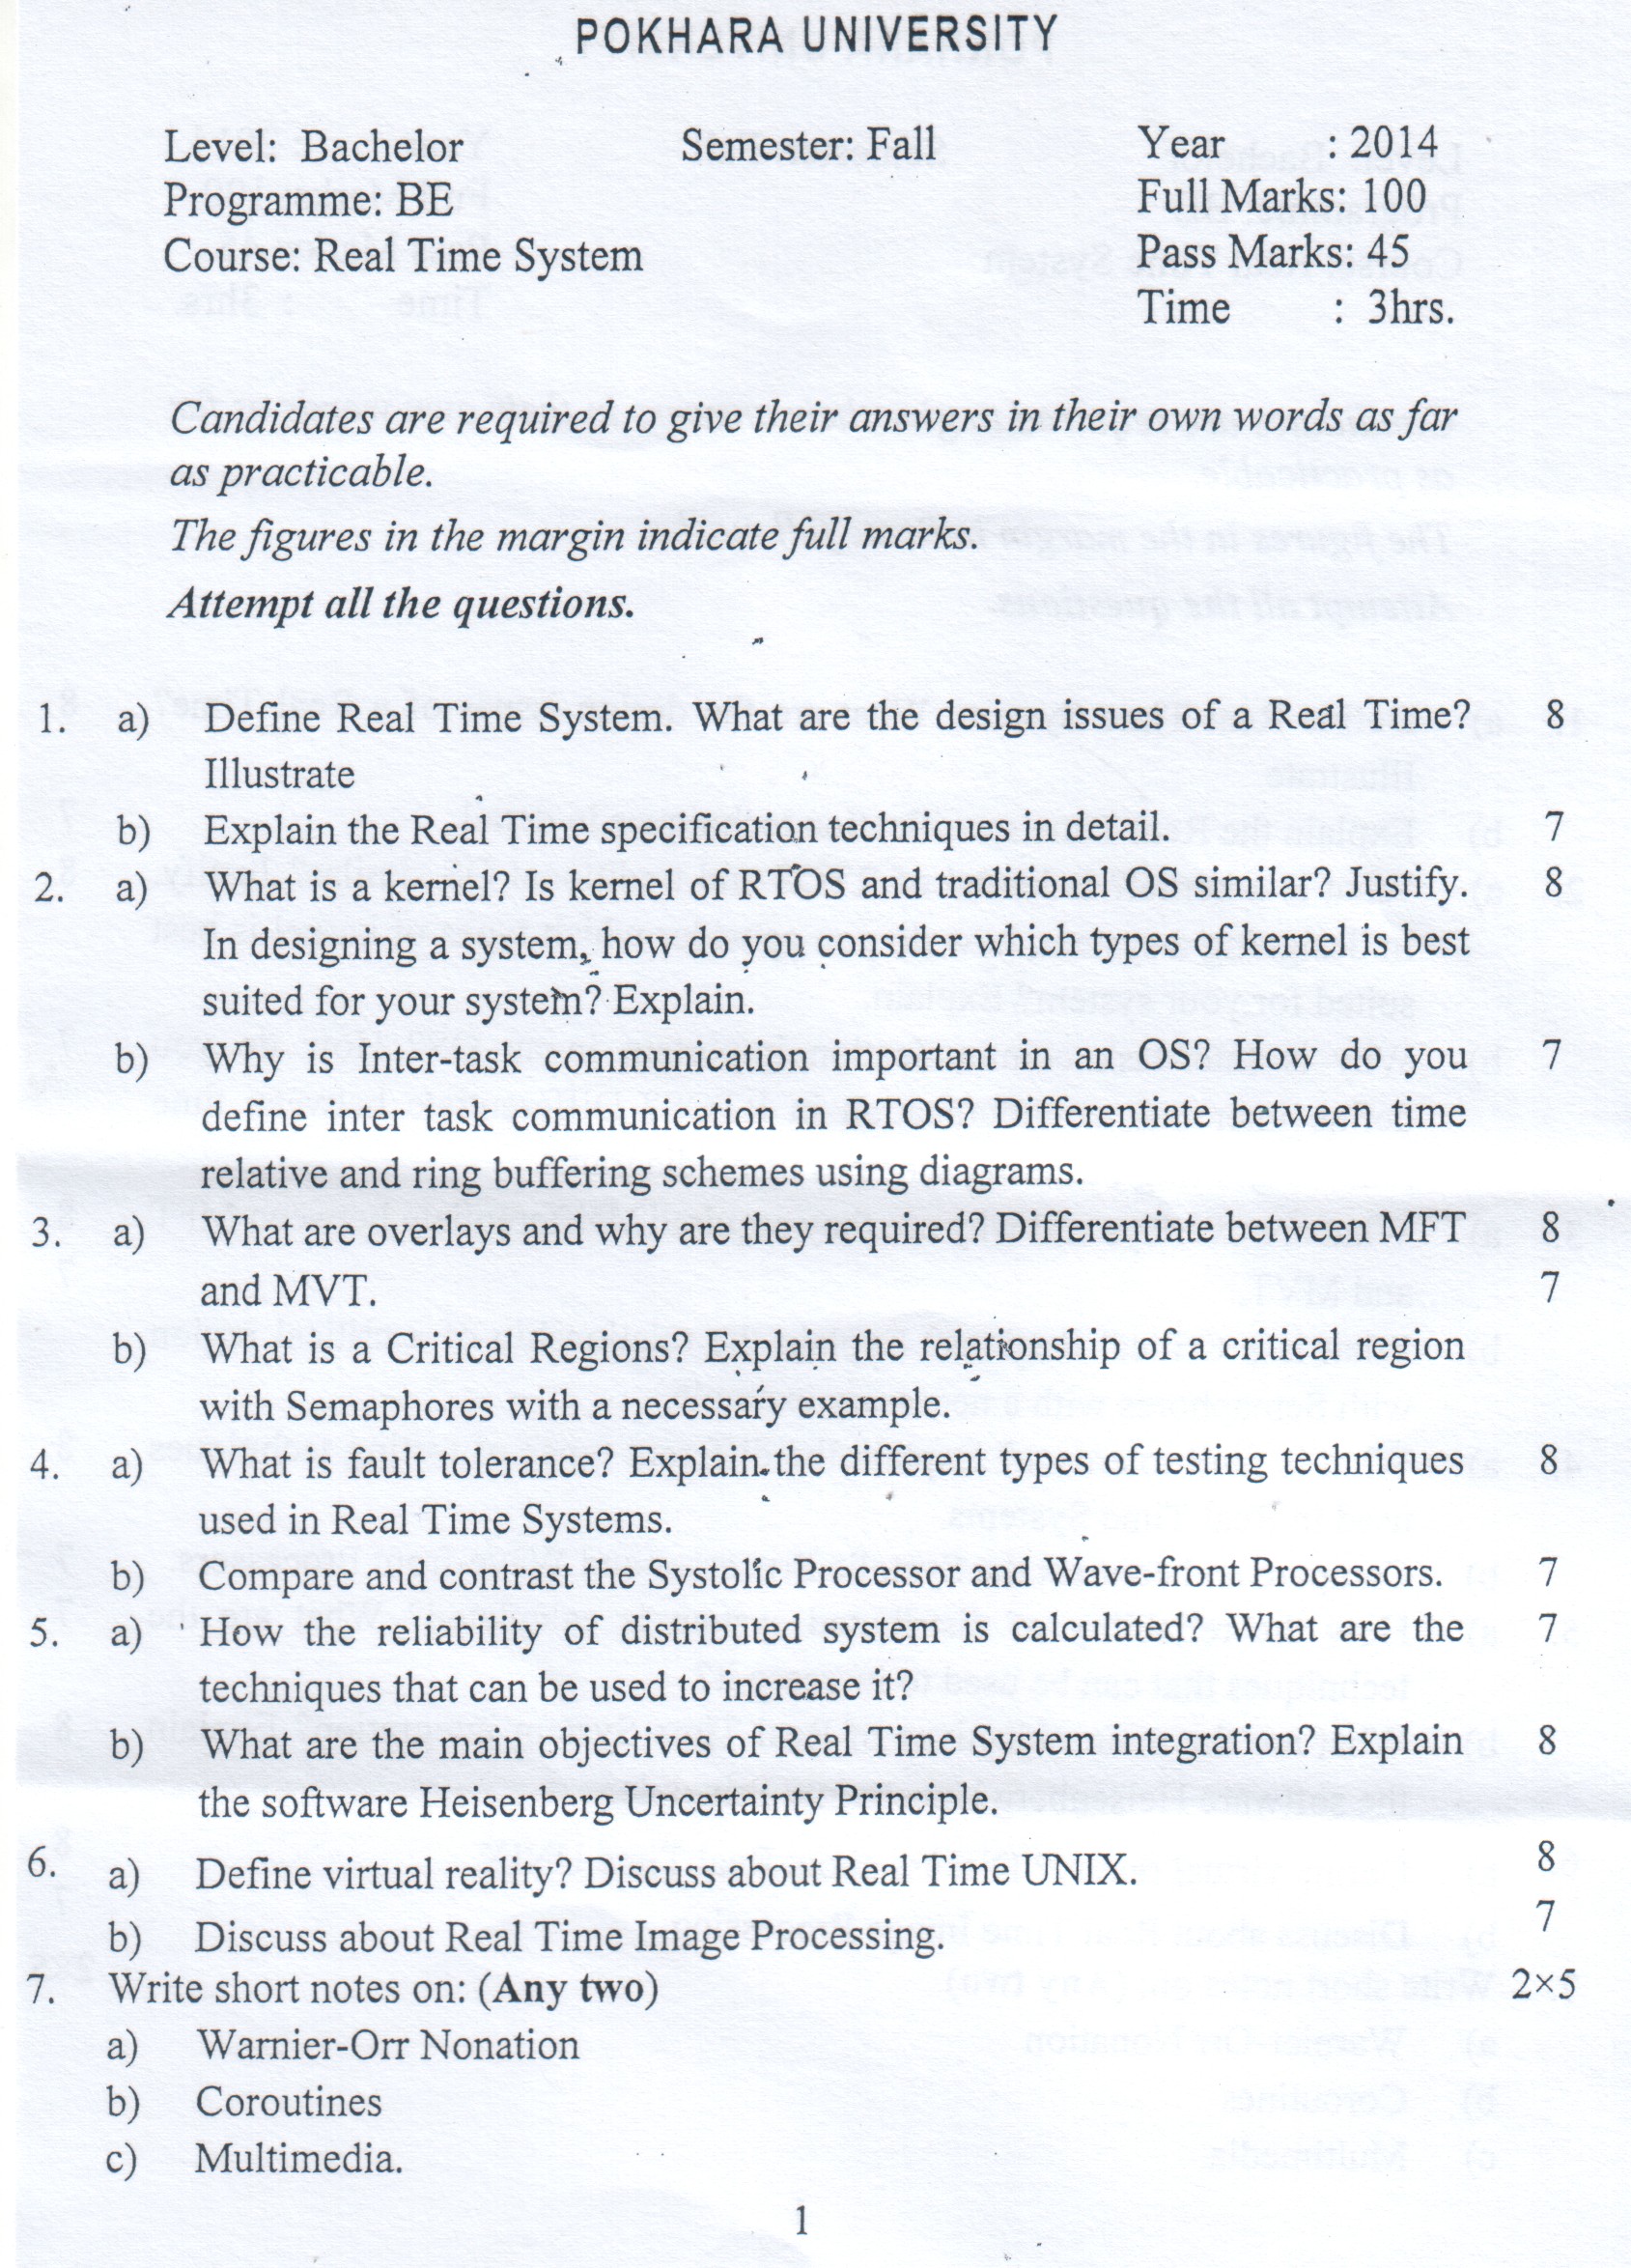 POKHARA UNIVERSITY
Level: Bachelor Semester: Fall Year : 2014
Programme: BE Full Marks: 100
Course: Real Time System Pass Marks: 45
Time : 3hrs.
Candidates are required to give their answers in their own words as far
as practicable.
The figures in the margin indicate full marks.
Attempt all the questions.
1. a) Define Real Time System. What are the design issues of a Real Time? 8
Illustrate
b) Explain the Real Time specification techniques in detail. 7
2. a) What is a kernel? Is kernel of RTOS and traditional OS similar? Justify. 8
In designing a system, how do you consider which types of kernel is best
suited for your system? Explain.
b) Why is Inter-task communication important in an OS? How do you 7
define inter task communication in RTOS? Differentiate between time
relative and ring buffering schemes using diagrams.
3. a) What are overlays and why are they required? Differentiate between MFT 8
and MVT. 7
b) What is a Critical Regions? Explain the relationship of a critical region
with Semaphores with a necessary example.
4. a) What is fault tolerance? Explain the different types of testing techniques 8
used in Real Time Systems.
b) Compare and contrast the Systolic Processor and Wave-front Processors. 7
5. a) How the reliability of distributed system is calculated? What are the 7
techniques that can be used to increase it?
b) What are the main objectives of Real Time System integration? Explain 8
the software Heisenberg Uncertainty Principle.
6. a) Define virtual reality? Discuss about Real Time UNIX. 8
b) Discuss about Real Time Image Processing. 7
7. Write short notes on: (Any two) 2×5
a) Warnier-Orr Nonation
b) Coroutines
c) Multimedia.
1